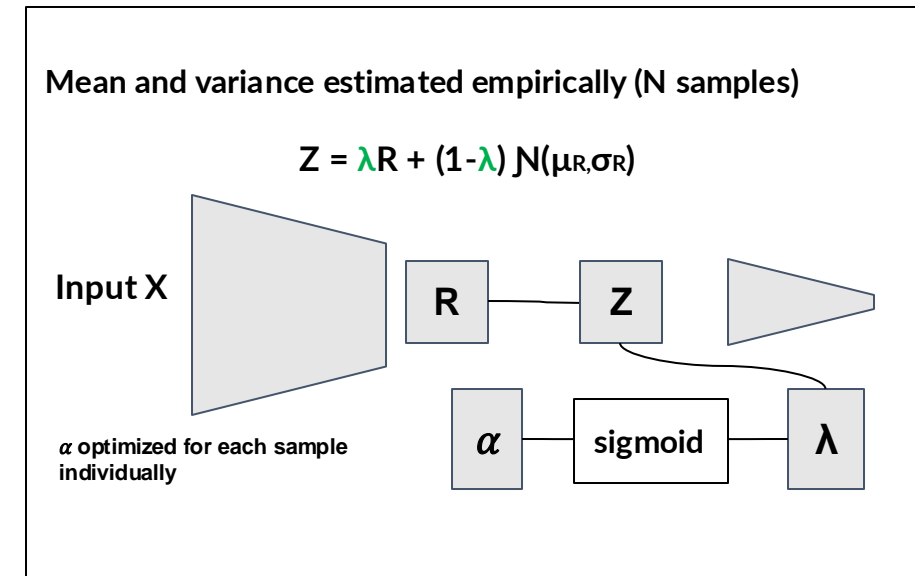 Mean and variance estimated empirically (N samples)
Z = λR + (1-λ) N(μR,σR)
Input X
R
Z
α optimized for each sample
individually
α
sigmoid
λ